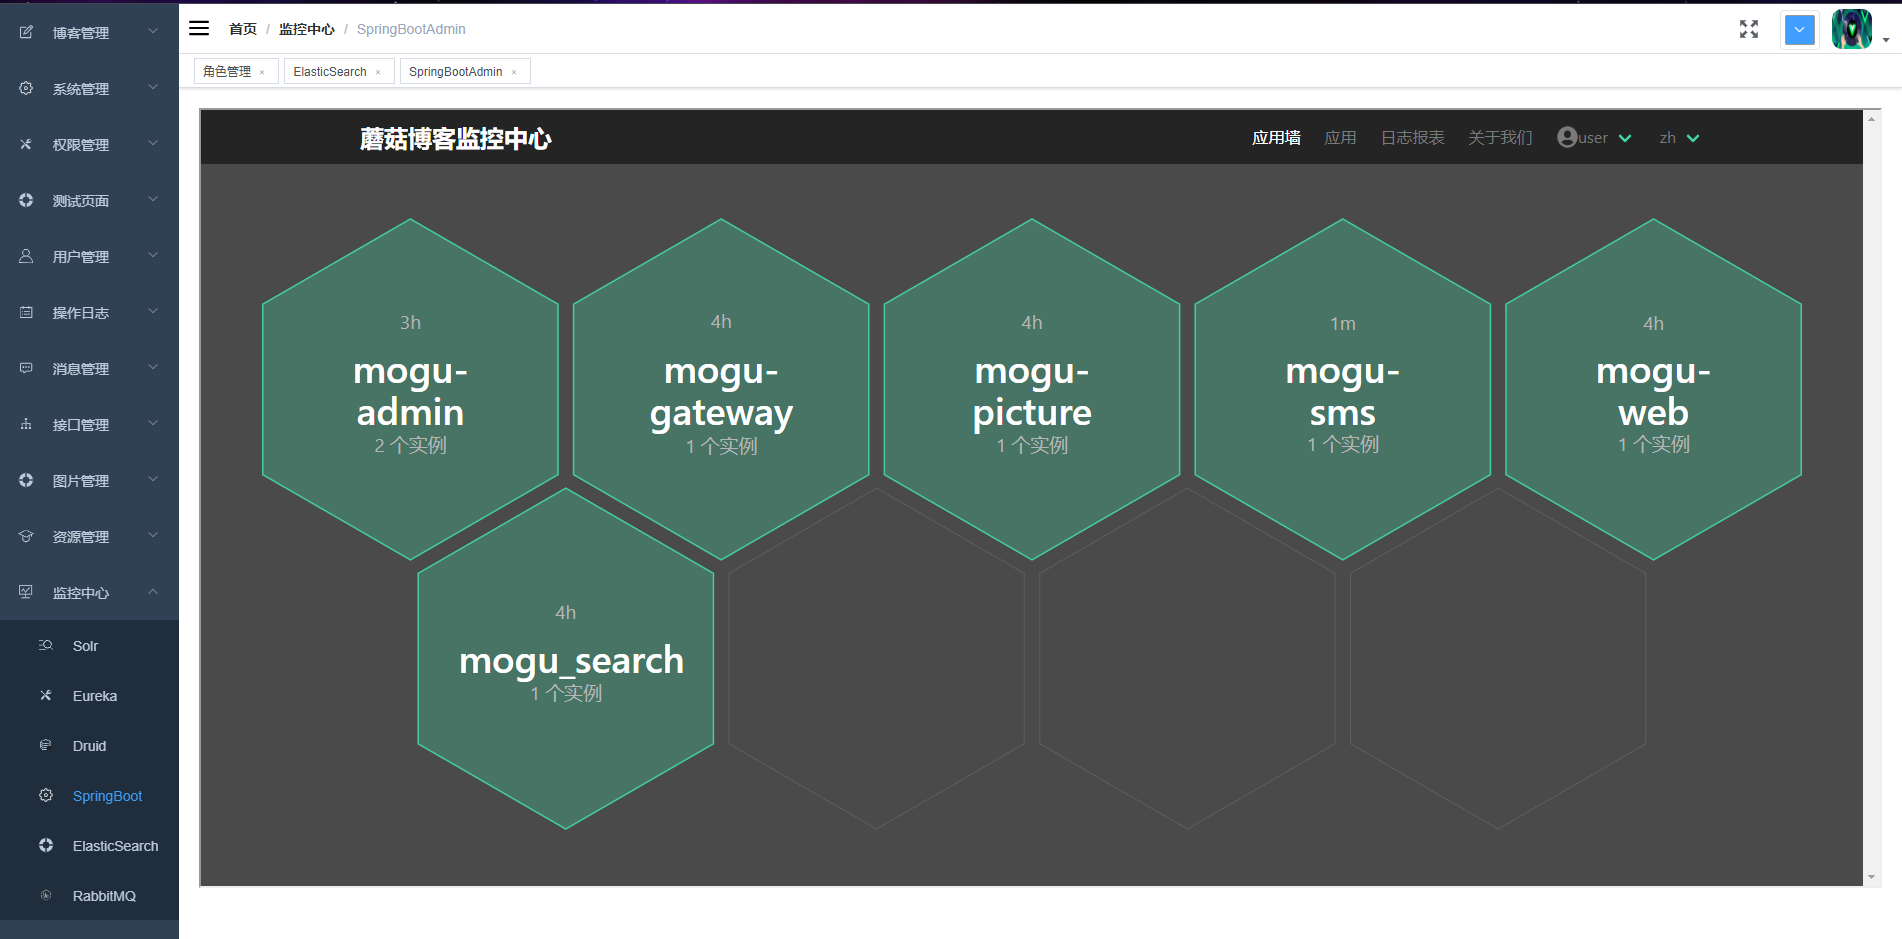 首页 / 监控中心 / SpringBootAdmin
角色管理 × ElasticSearch × SpringBootAdmin ×
博客管理
系统管理
权限管理
测试页面
用户管理
操作日志
消息管理
接口管理
图片管理
资源管理
监控中心
Solr
Eureka
Druid
SpringBoot
ElasticSearch
RabbitMQ
蘑菇博客监控中心 应用墙 应用 日志报表 关于我们 user zh
3h
mogu-
admin
2 个实例
4h
mogu-
gateway
1 个实例
4h
mogu-
picture
1 个实例
1m
mogu-
sms
1 个实例
4h
mogu-
web
1 个实例
4h
mogu_search
1 个实例